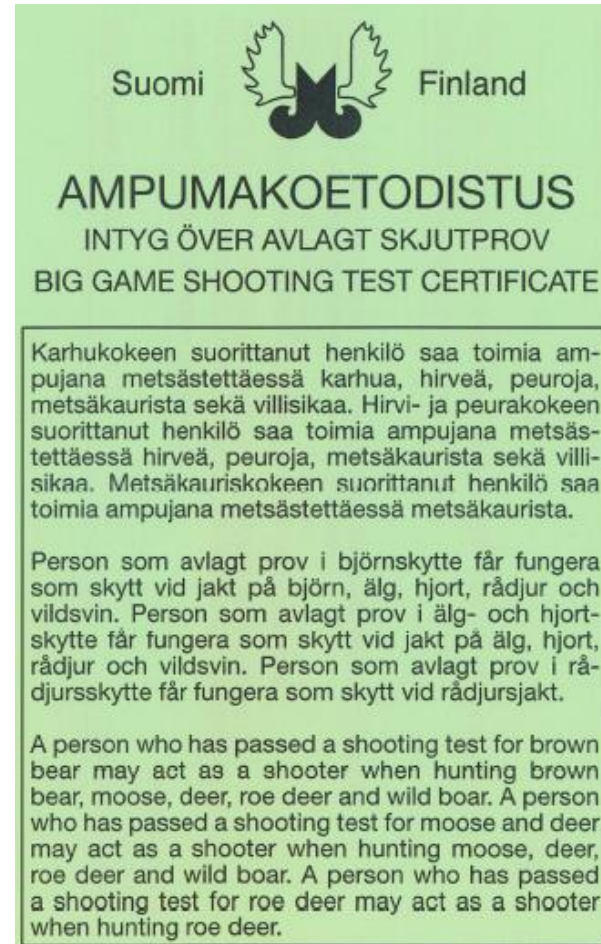 Suomi Finland
AMPUMAKOETODISTUS
INTYG ÖVER AVLAGT SKJUTPROV
BIG GAME SHOOTING TEST CERTIFICATE
Karhukokeen suorittanut henkilö saa toimia am-
pujana metsästettäessä karhua, hirveä, peuroja,
metsäkaurista sekä villisikaa. Hirvi- ja peurakokeen
suorittanut henkilö saa toimia ampujana metsäs-
tettäessä hirveä, peuroja, metsäkaurista sekä villi-
sikaa. Metsäkauriskokeen suorittanut henkilö saa
toimia ampujana metsästettäessä metsäkaurista.
Person som avlagt prov i björnskytte får fungera
som skytt vid jakt på björn, älg, hjort, rådjur och
vildsvin. Person som avlagt prov i älg- och hjort-
skytte får fungera som skytt vid jakt på älg, hjort,
rådjur och vildsvin. Person som avlagt prov i rå-
djursskytte får fungera som skytt vid rådjursjakt.
A person who has passed a shooting test for brown
bear may act as a shooter when hunting brown
bear, moose, deer, roe deer and wild boar. A person
who has passed a shooting test for moose and deer
may act as a shooter when hunting moose, deer,
roe deer and wild boar. A person who has passed
a shooting test for roe deer may act as a shooter
when hunting roe deer.